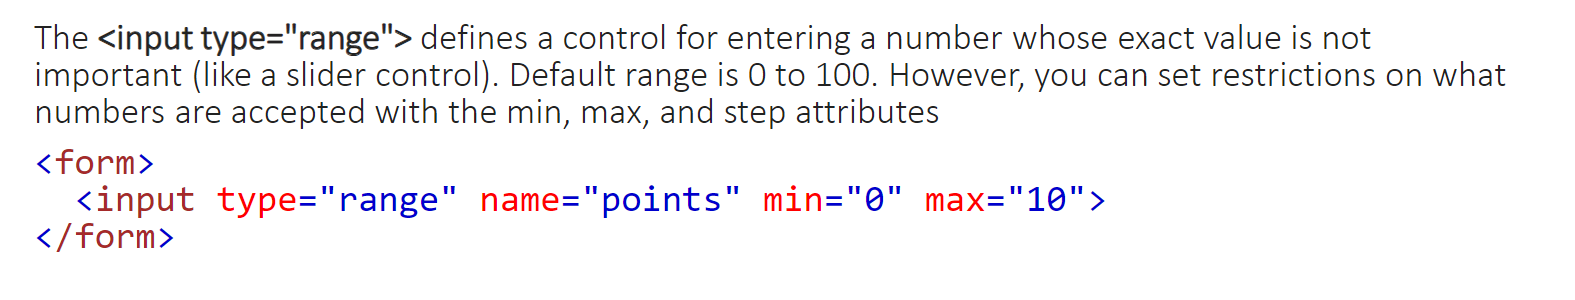 The <input type="range"> defines a control for entering a number whose exact value is not
important (like a slider control). Default range is 0 to 100. However, you can set restrictions on what
numbers are accepted with the min, max, and step attributes
<form>
  <input type="range" name="points" min="0" max="10">
</form>